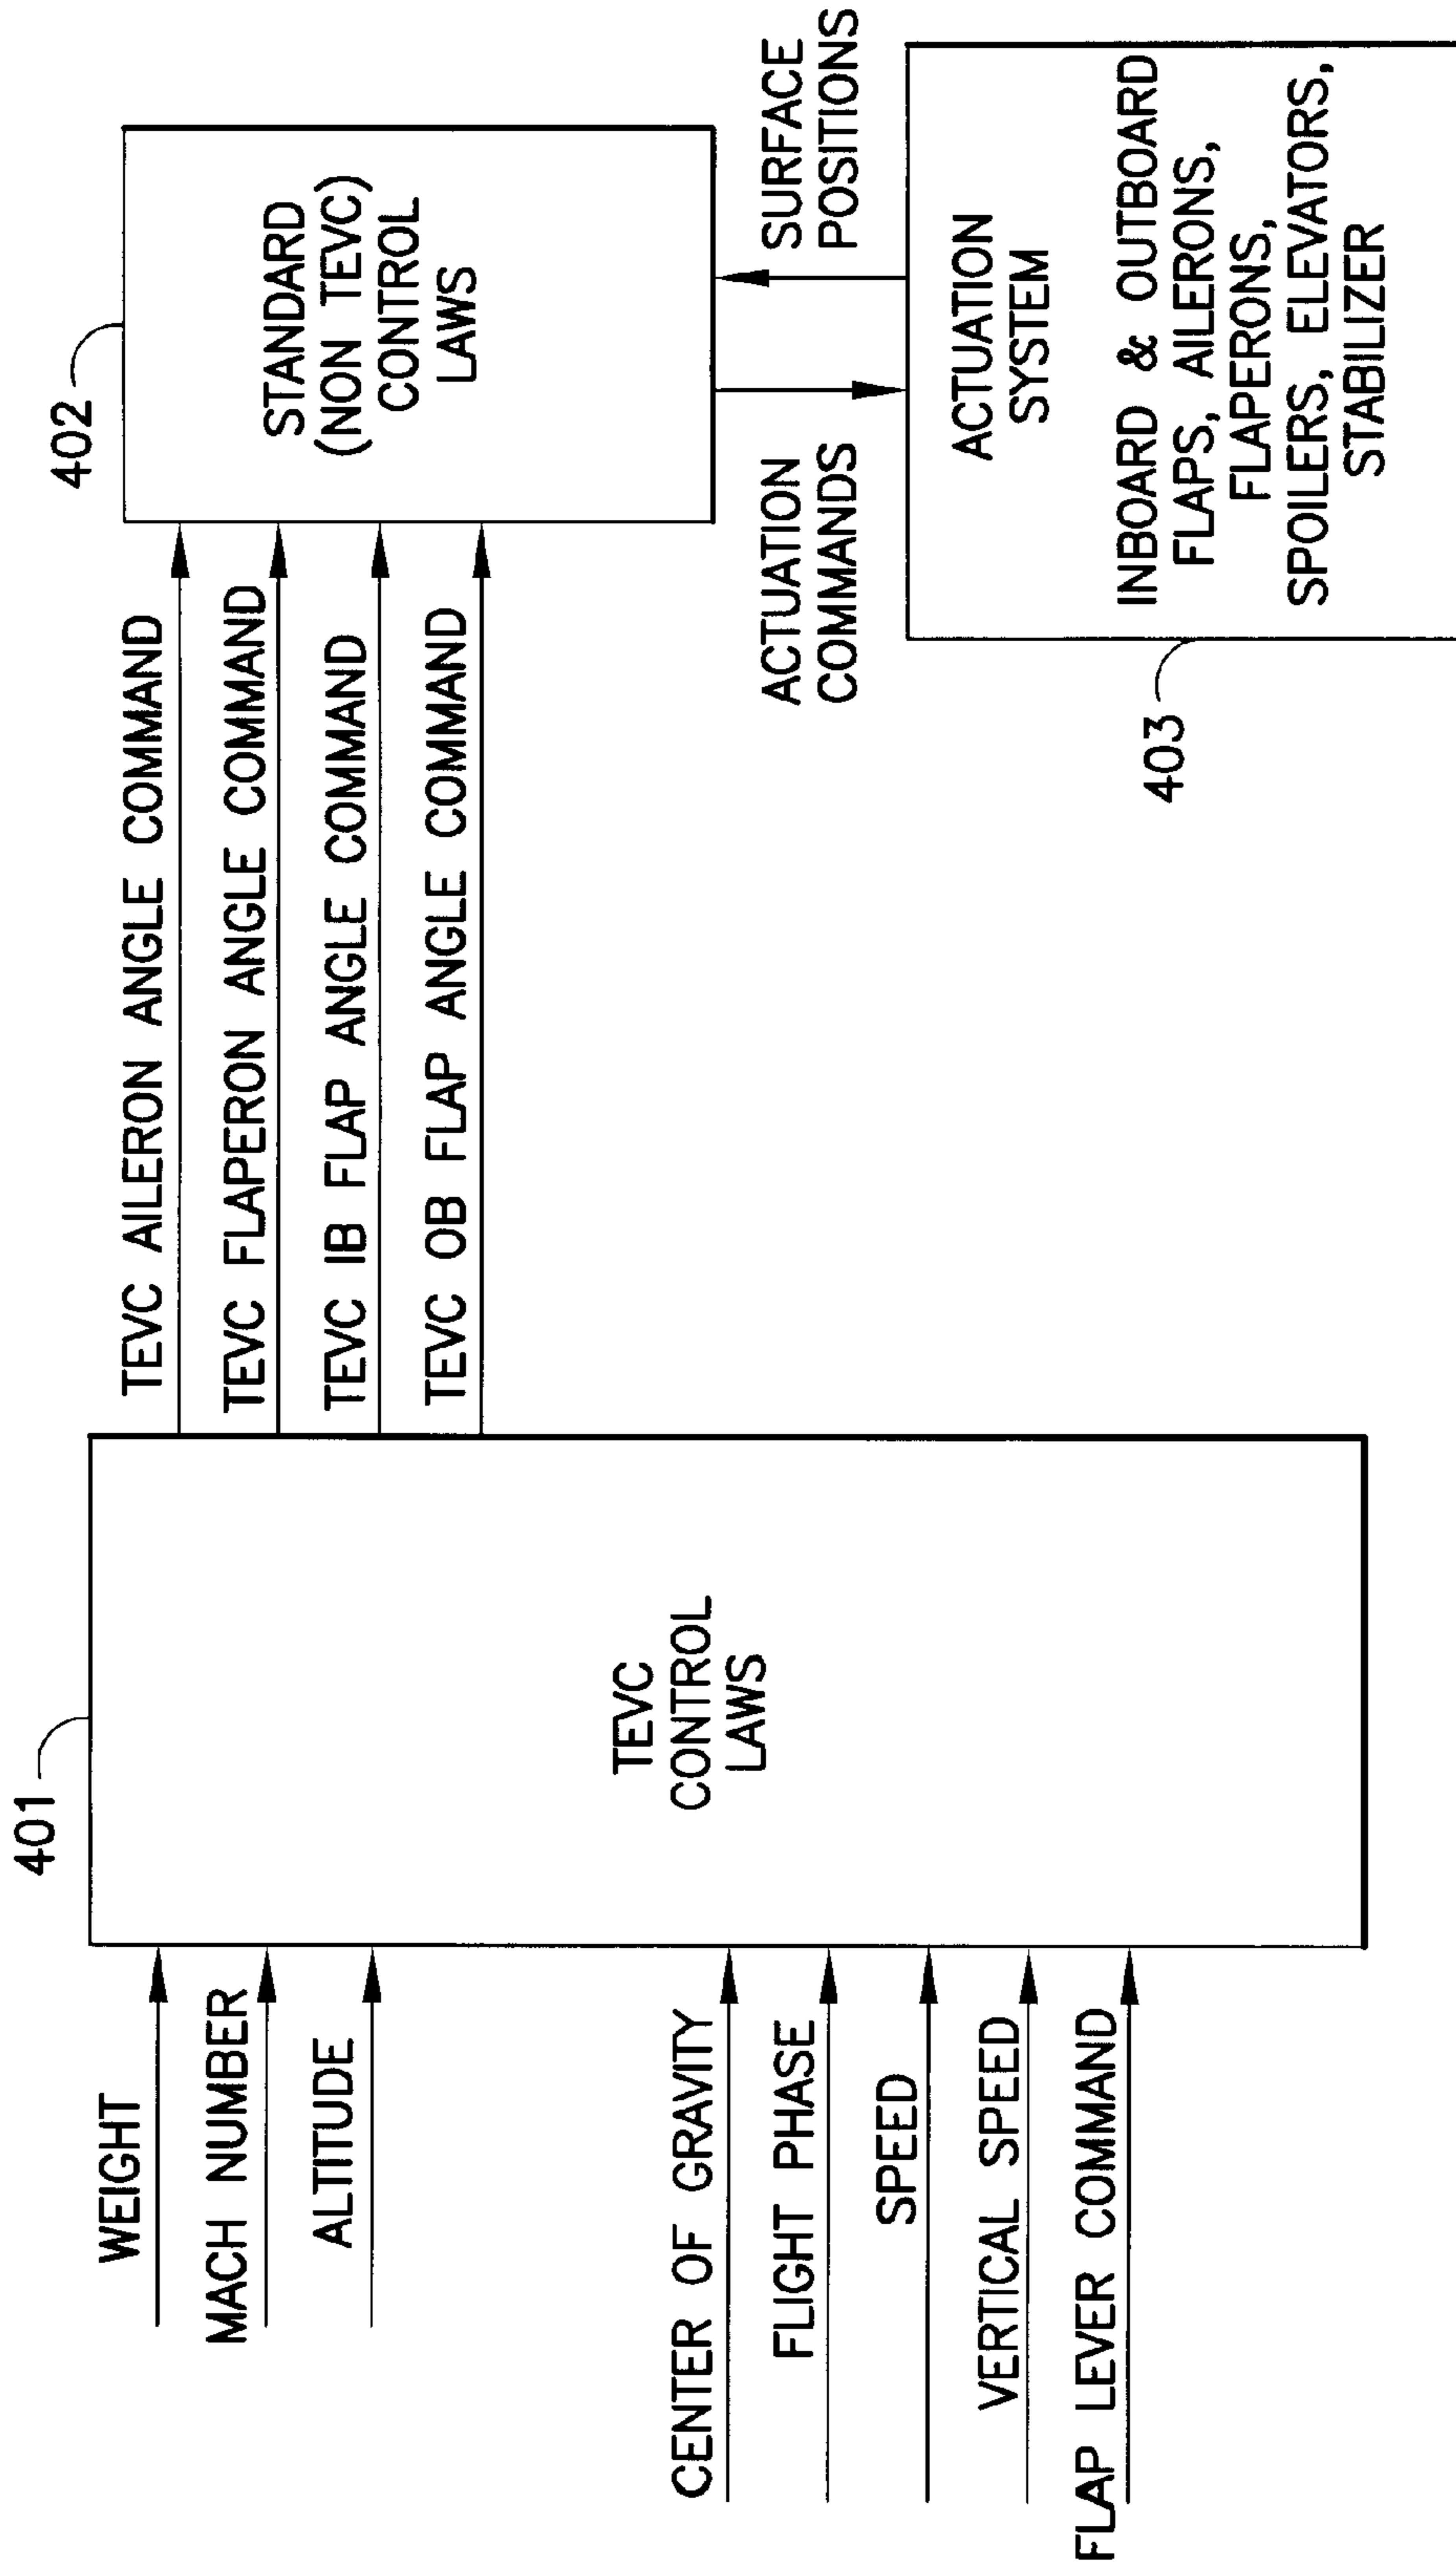 401
WEIGHT
MACH NUMBER
ALTITUDE
CENTER OF GRAVITY
FLIGHT PHASE
SPEED
VERTICAL SPEED
FLAP LEVER COMMAND
TEVC
CONTROL
LAWS
TEVC AILERON ANGLE COMMAND
TEVC FLAPERON ANGLE COMMAND
TEVC IB FLAP ANGLE COMMAND
TEVC OB FLAP ANGLE COMMAND
402
STANDARD
(NON TEVC)
CONTROL
LAWS
ACTUATION
COMMANDS
SURFACE
POSITIONS
403
ACTUATION
SYSTEM
INBOARD & OUTBOARD
FLAPS, AILERONS,
FLAPERONS,
SPOILERS, ELEVATORS,
STABILIZER